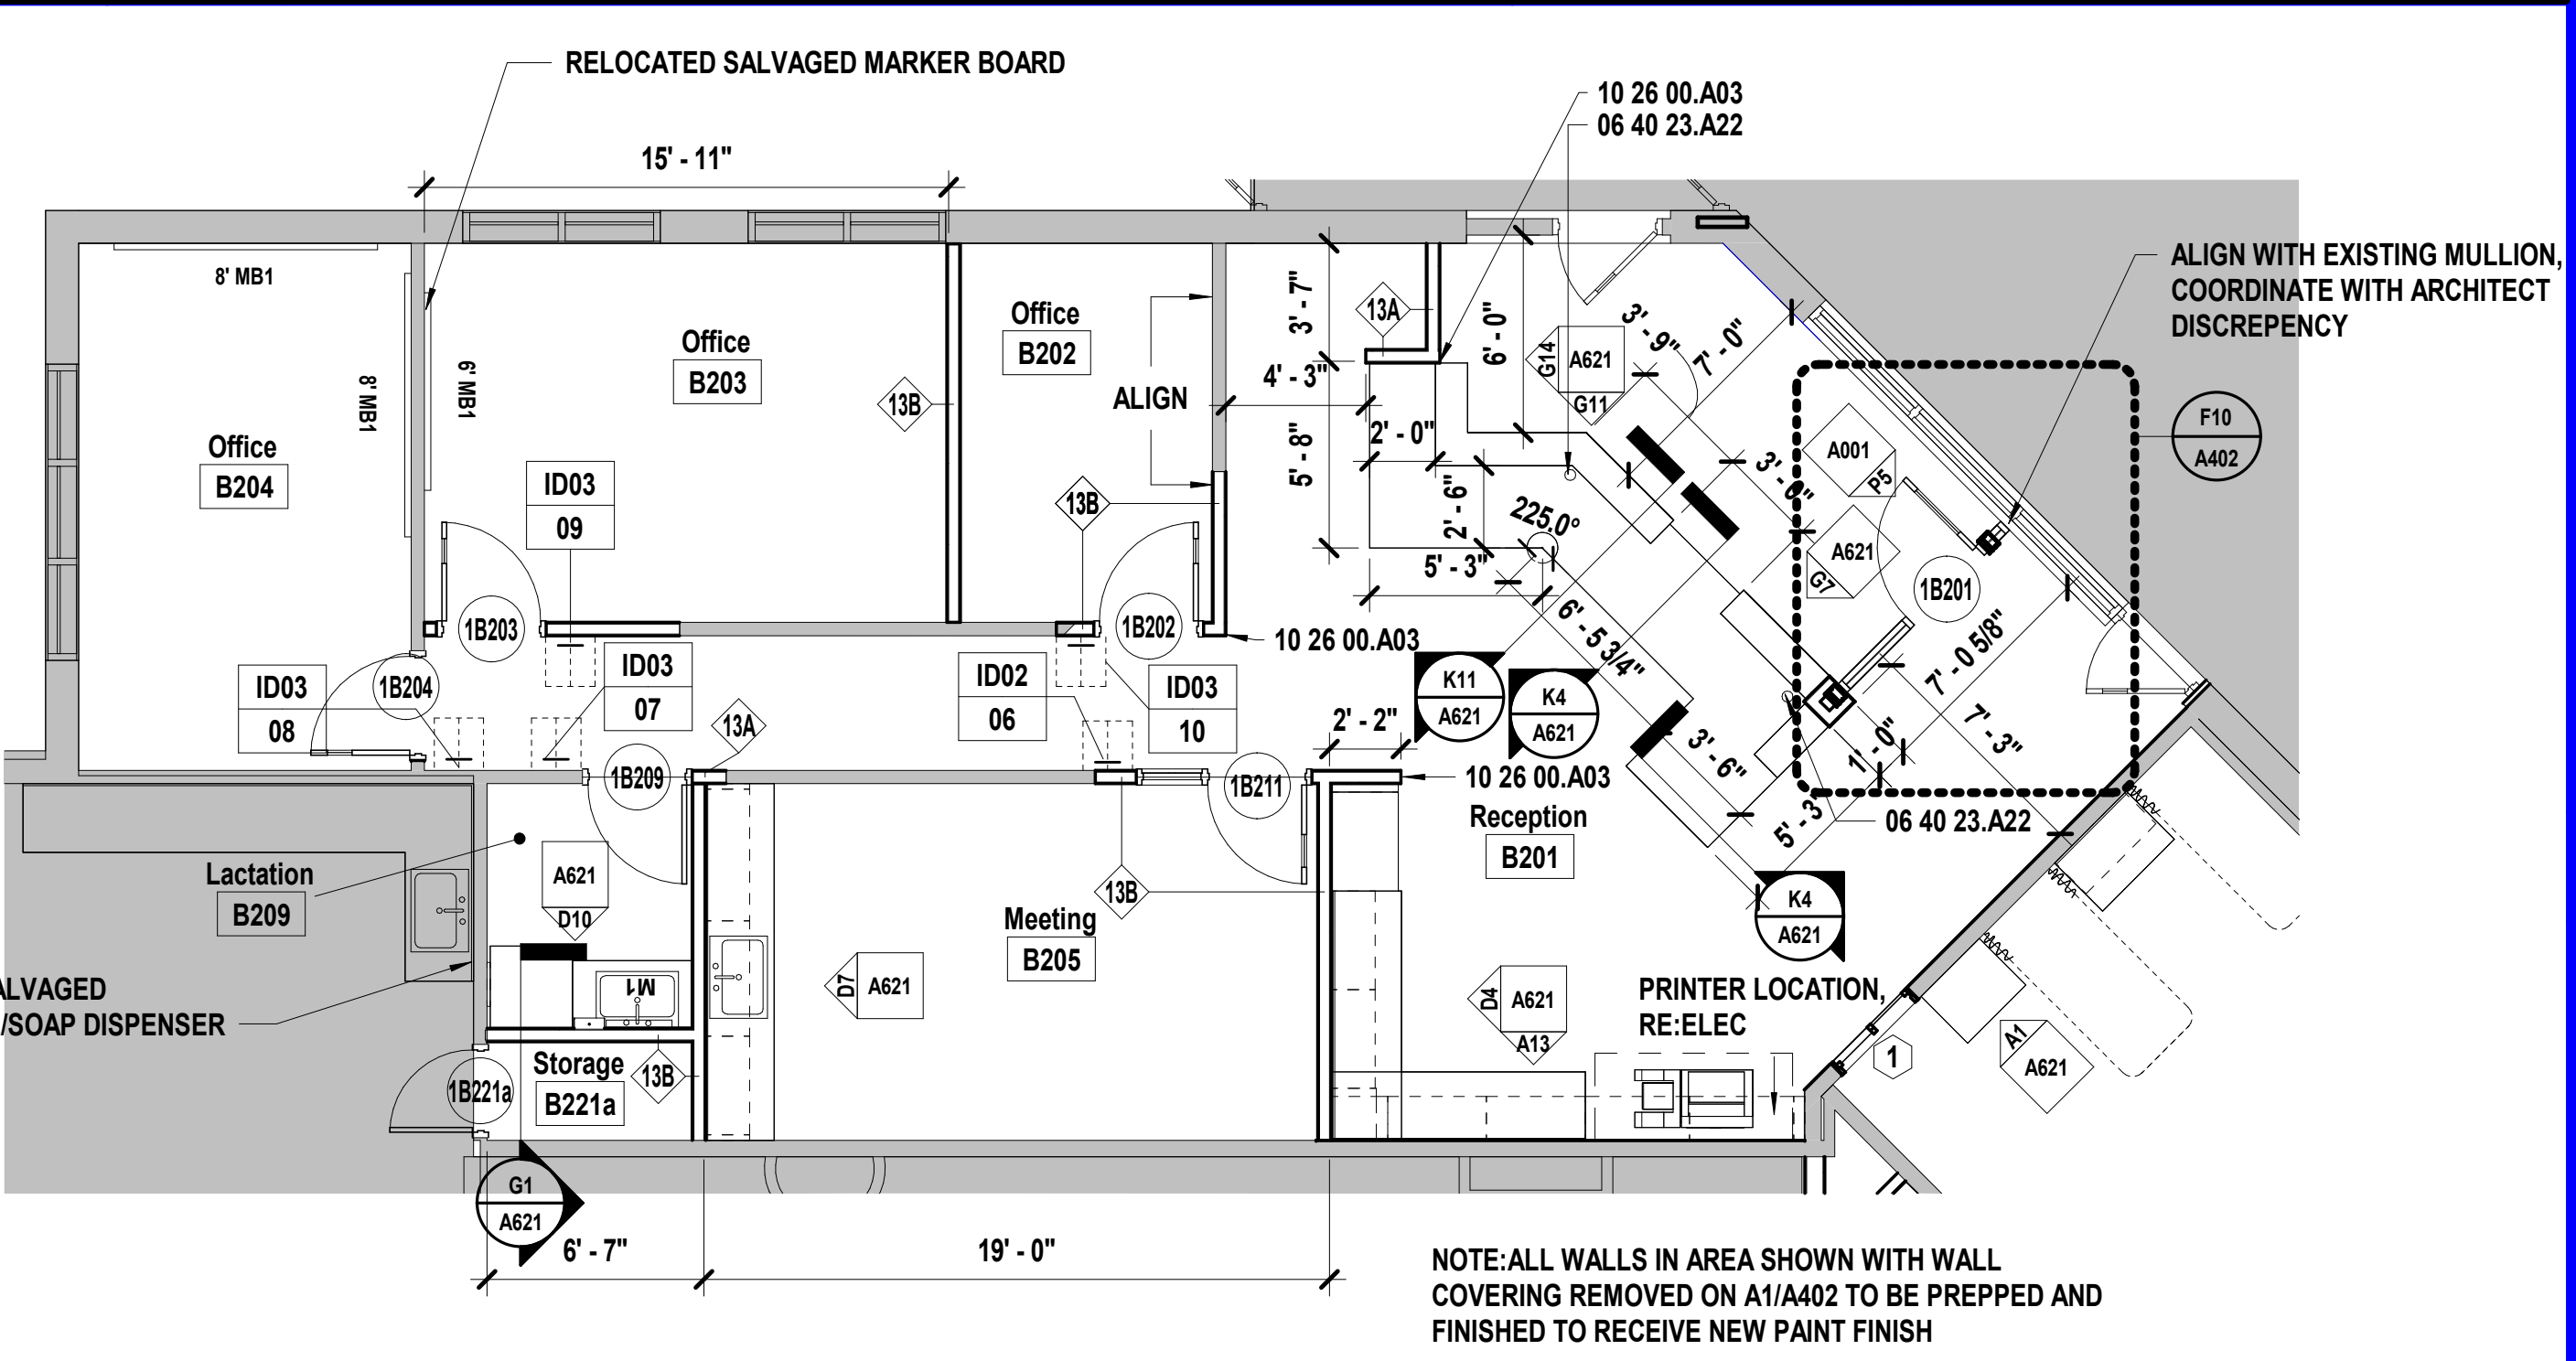 RELOCATED SALVAGED MARKER BOARD
10 26 00.A03
06 40 23.A22
15' - 11"
ALIGN WITH EXISTING MULLION,
COORDINATE WITH ARCHITECT
DISCREPENCY
8' MB1
8' MB1
6' MB1
Office
B204
Office
B203
Office
B202
13B
ALIGN
13B
ID03
09
3' - 7"
13A
4' - 3"
5' - 8"
2' - 0"
6' - 0"
G14
A621
G11
3' - 9"
7' - 0"
2' - 6"
225.0°
5' - 3"
3' - 0"
A001
P5
A621
G7
1B201
F10
A402
1B203
1B202
10 26 00.A03
1B204
ID03
08
ID03
07
13A
ID02
06
ID03
10
6' - 5 3/4"
K11
A621
K4
A621
2' - 2"
3' - 6"
7' - 0 5/8"
7' - 3"
1' - 0"
5' - 3"
1B209
1B211
10 26 00.A03
Reception
B201
06 40 23.A22
Lactation
B209
A621
D10
13B
K4
A621
Meeting
B205
D7
A621
M1
ALVAGED
/SOAP DISPENSER
D4
A621
A13
PRINTER LOCATION,
RE:ELEC
1
A1
A621
1B221a
Storage
B221a
13B
G1
A621
6' - 7"
19' - 0"
NOTE:ALL WALLS IN AREA SHOWN WITH WALL
COVERING REMOVED ON A1/A402 TO BE PREPPED AND
FINISHED TO RECEIVE NEW PAINT FINISH